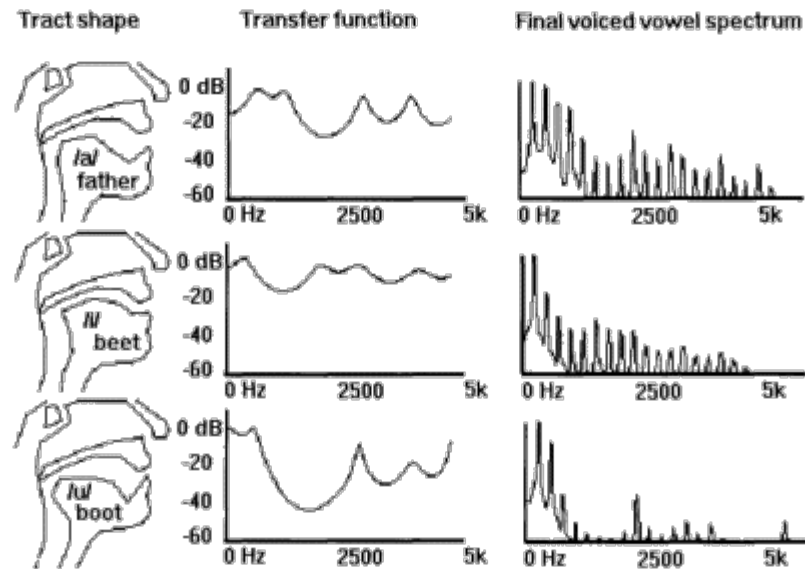 Tract shape Transfer function Final voiced vowel spectrum
0 dB
-20
-40
-60
/a/
father
0 Hz 2500 5k
0 Hz 2500 5k
0 dB
-20
-40
-60
/i/
beet
0 Hz 2500 5k
0 Hz 2500 5k
0 dB
-20
-40
-60
/u/
boot
0 Hz 2500 5k
0 Hz 2500 5k